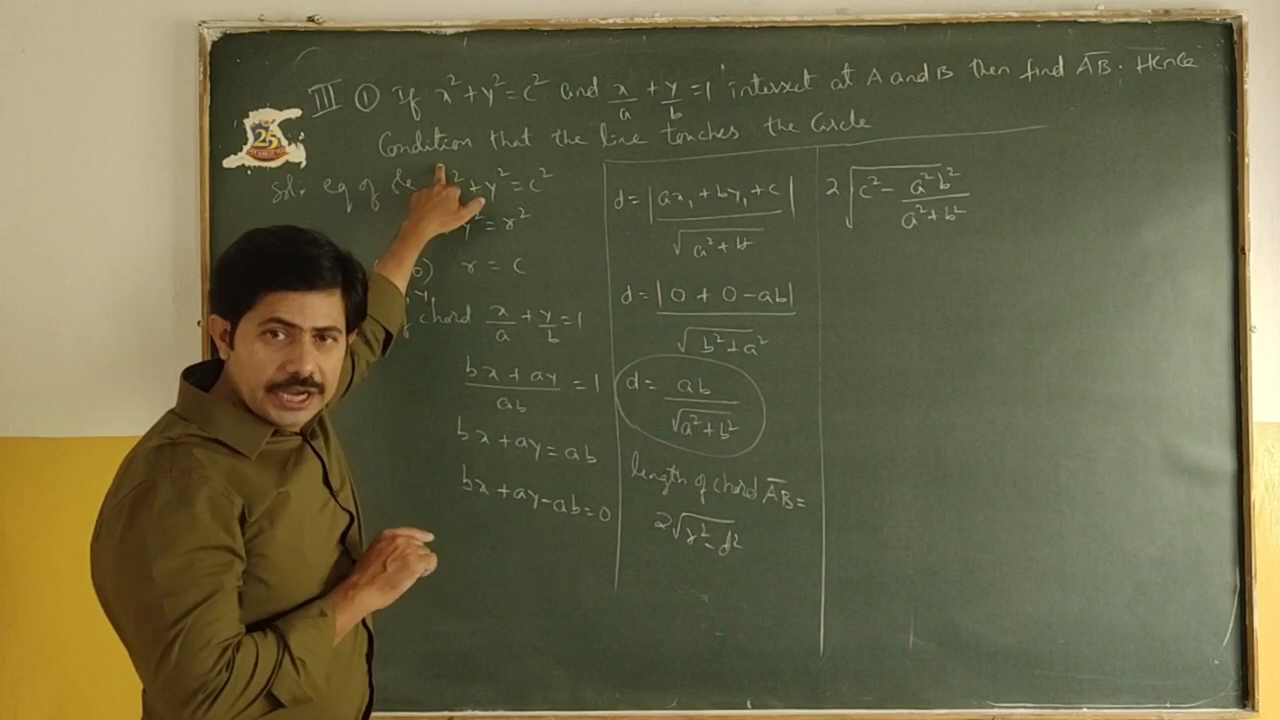 III ① If x² + y² = c² and x/a + y/b = 1 intersect at A and B then find AB. Hence
Condition that the line touches the Circle
25
Sol:- eq of
+ y² = c²
y² = r²
r = c
chord x/a + y/b = 1
bx + ay / ab = 1
bx + ay = ab
bx + ay - ab = 0
d = |ax₁ + by₁ + c| / √a² + b²
d = |0 + 0 - ab| / √b² + a²
d = ab / √a² + b²
length of chord AB =
2√r² - d²
2√c² - a²b² / a² + b²